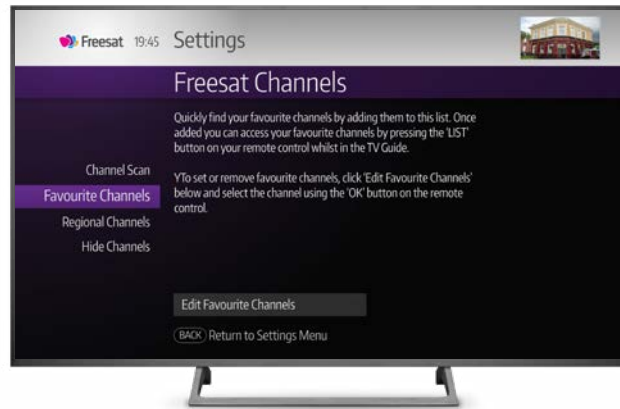 Freesat 19:45 Settings
Freesat Channels
Quickly find your favourite channels by adding them to this list. Once
added you can access your favourite channels by pressing the 'LIST'
button on your remote control whilst in the TV Guide.
YTo set or remove favourite channels, click 'Edit Favourite Channels'
below and select the channel using the 'OK' button on the remote
control.
Channel Scan
Favourite Channels
Regional Channels
Hide Channels
Edit Favourite Channels
BACK Return to Settings Menu